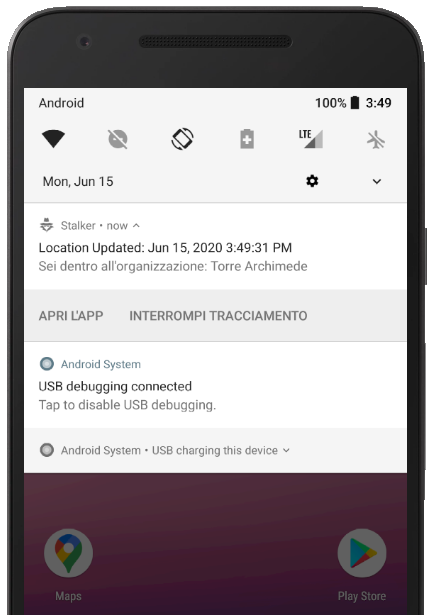 Android 100% 3:49
LTE
Mon, Jun 15
Stalker • now
Location Updated: Jun 15, 2020 3:49:31 PM
Sei dentro all'organizzazione: Torre Archimede
APRI L'APP INTERROMPI TRACCIAMENTO
Android System
USB debugging connected
Tap to disable USB debugging.
Android System • USB charging this device
Maps Play Store